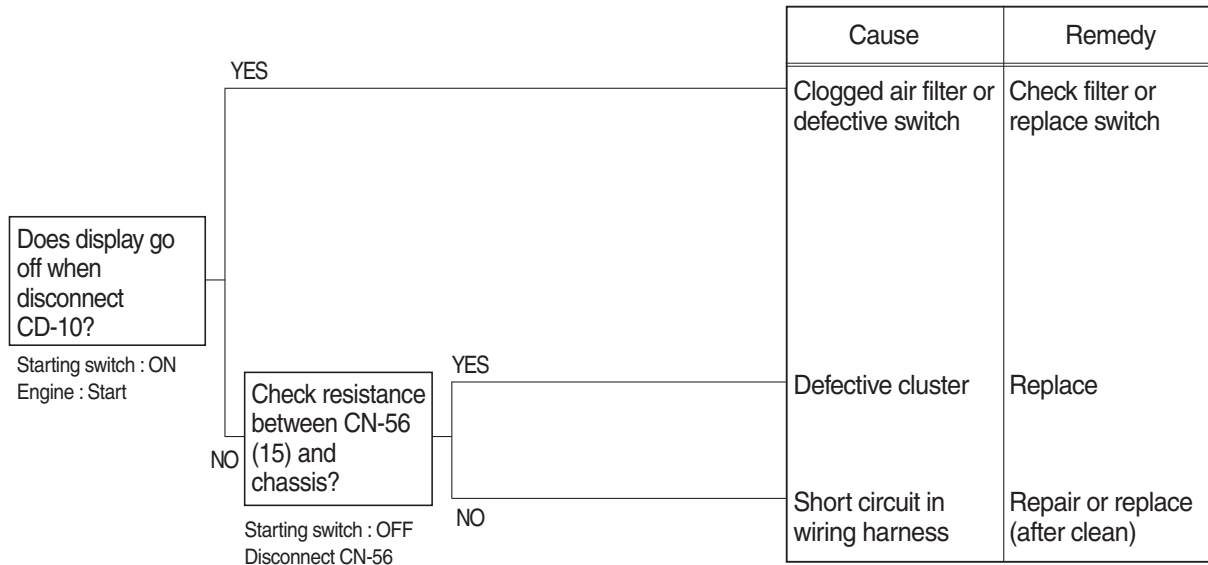 Cause
Remedy
YES
Clogged air filter or
defective switch
Check filter or
replace switch
Does display go
off when
disconnect
CD-10?
Starting switch : ON
Engine : Start
YES
Defective cluster
Replace
NO
Check resistance
between CN-56
(15) and
chassis?
Starting switch : OFF
Disconnect CN-56
NO
Short circuit in
wiring harness
Repair or replace
(after clean)